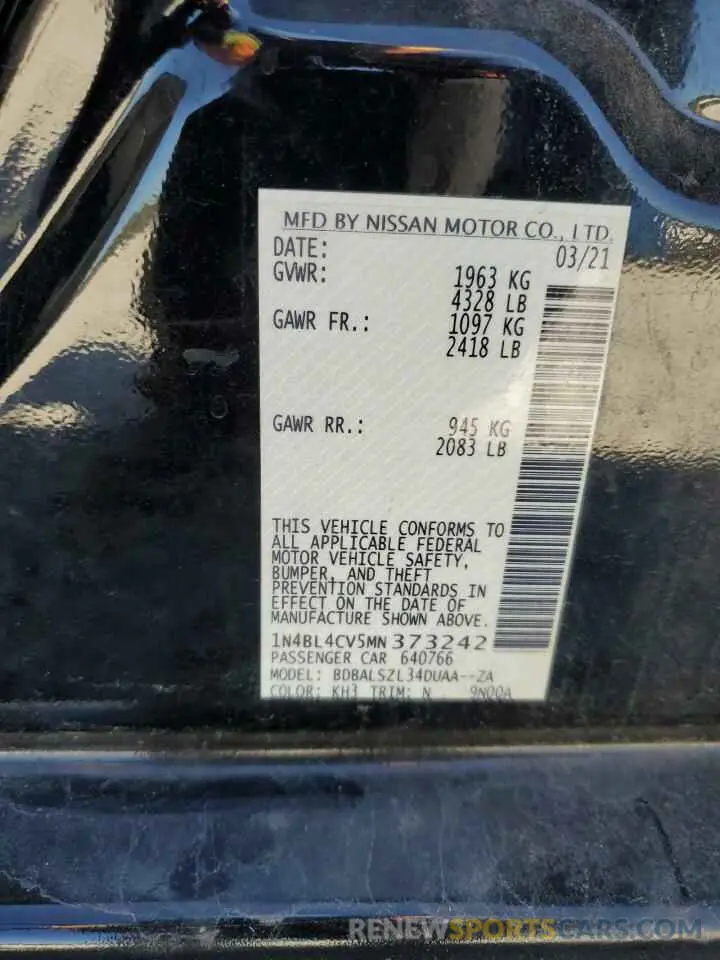 MFD BY NISSAN MOTOR CO., LTD.
DATE: 03/21
GVWR: 1963 KG
4328 LB
GAWR FR.: 1097 KG
2418 LB
GAWR RR.: 945 KG
2083 LB
THIS VEHICLE CONFORMS TO
ALL APPLICABLE FEDERAL
MOTOR VEHICLE SAFETY,
BUMPER, AND THEFT
PREVENTION STANDARDS IN
EFFECT ON THE DATE OF
MANUFACTURE SHOWN ABOVE.
1N4BL4CV5MN373242
PASSENGER CAR 640766
MODEL: BDBALSZL34DUAA--ZA
COLOR: KH3 TRIM: N 9N00A
RENEWSPORTSCARS.COM